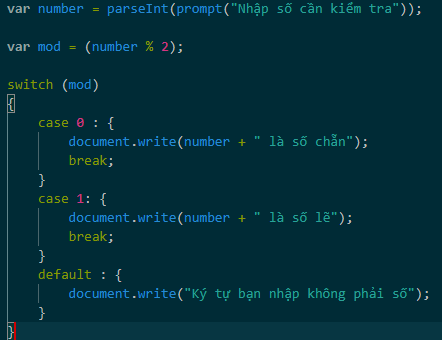 var number = parseInt(prompt("Nhập số cần kiểm tra"));
var mod = (number % 2);
switch (mod)
{
case 0 : {
document.write(number + " là số chẵn");
break;
}
case 1: {
document.write(number + " là số lẽ");
break;
}
default : {
document.write("Ký tự bạn nhập không phải số");
}
}